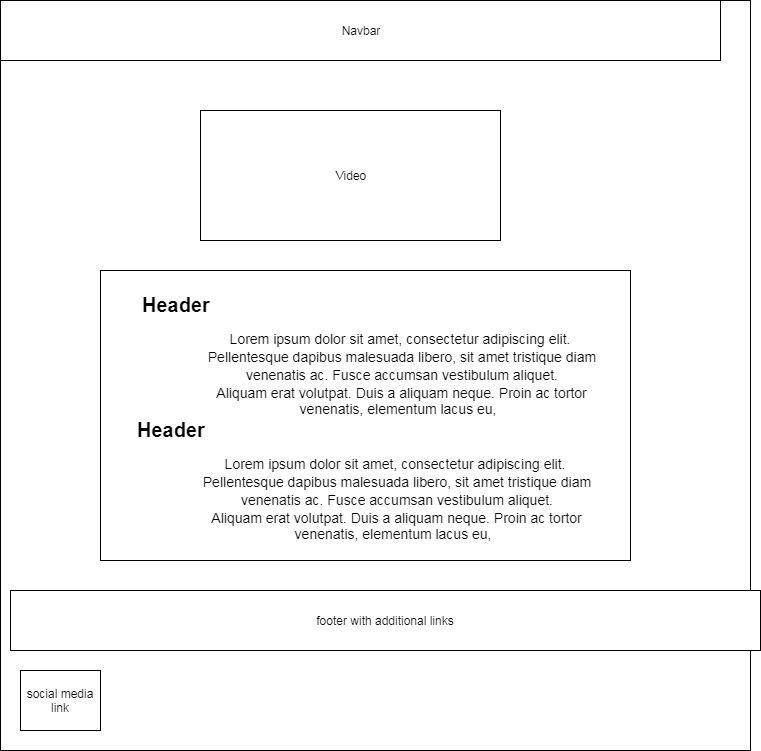 Navbar
Video
Header
Lorem ipsum dolor sit amet, consectetur adipiscing elit.
Pellentesque dapibus malesuada libero, sit amet tristique diam
venenatis ac. Fusce accumsan vestibulum aliquet.
Aliquam erat volutpat. Duis a aliquam neque. Proin ac tortor
venenatis, elementum lacus eu,
Header
Lorem ipsum dolor sit amet, consectetur adipiscing elit.
Pellentesque dapibus malesuada libero, sit amet tristique diam
venenatis ac. Fusce accumsan vestibulum aliquet.
Aliquam erat volutpat. Duis a aliquam neque. Proin ac tortor
venenatis, elementum lacus eu,
footer with additional links
social media
link